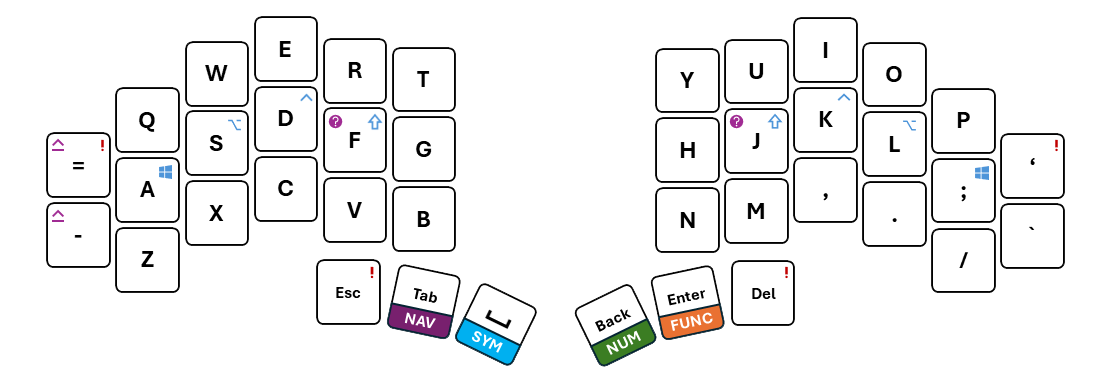 E
W
R
T
Q
D
S
? F
G
!
=
A
C
X
V
B
-
Z
!
Esc
Tab
NAV
SYM
I
U
O
Y
K
P
? J
L
H
!
‘
;
,
M
.
N
`
/
!
Del
Enter
FUNC
Back
NUM